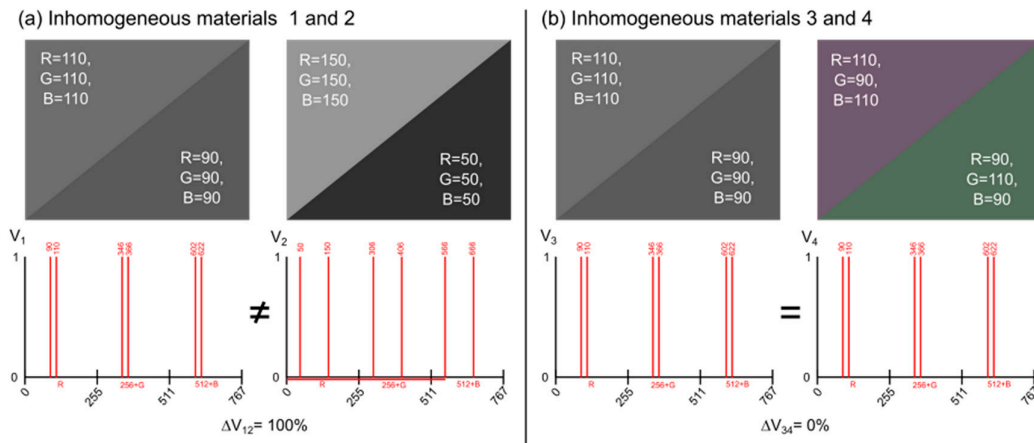 (a) Inhomogeneous materials 1 and 2
R=110,
G=110,
B=110
R=90,
G=90,
B=90
R=150,
G=150,
B=150
R=50,
G=50,
B=50
V1
1
0
90
110
346
366
602
622
R
256+G
512+B
0
255
511
767
≠
V2
1
0
50
150
306
406
566
666
R
256+G
512+B
0
255
511
767
ΔV12= 100%
(b) Inhomogeneous materials 3 and 4
R=110,
G=110,
B=110
R=90,
G=90,
B=90
R=110,
G=90,
B=110
R=90,
G=110,
B=90
V3
1
0
90
110
346
366
602
622
R
256+G
512+B
0
255
511
767
=
V4
1
0
90
110
346
366
602
622
R
256+G
512+B
0
255
511
767
ΔV34= 0%